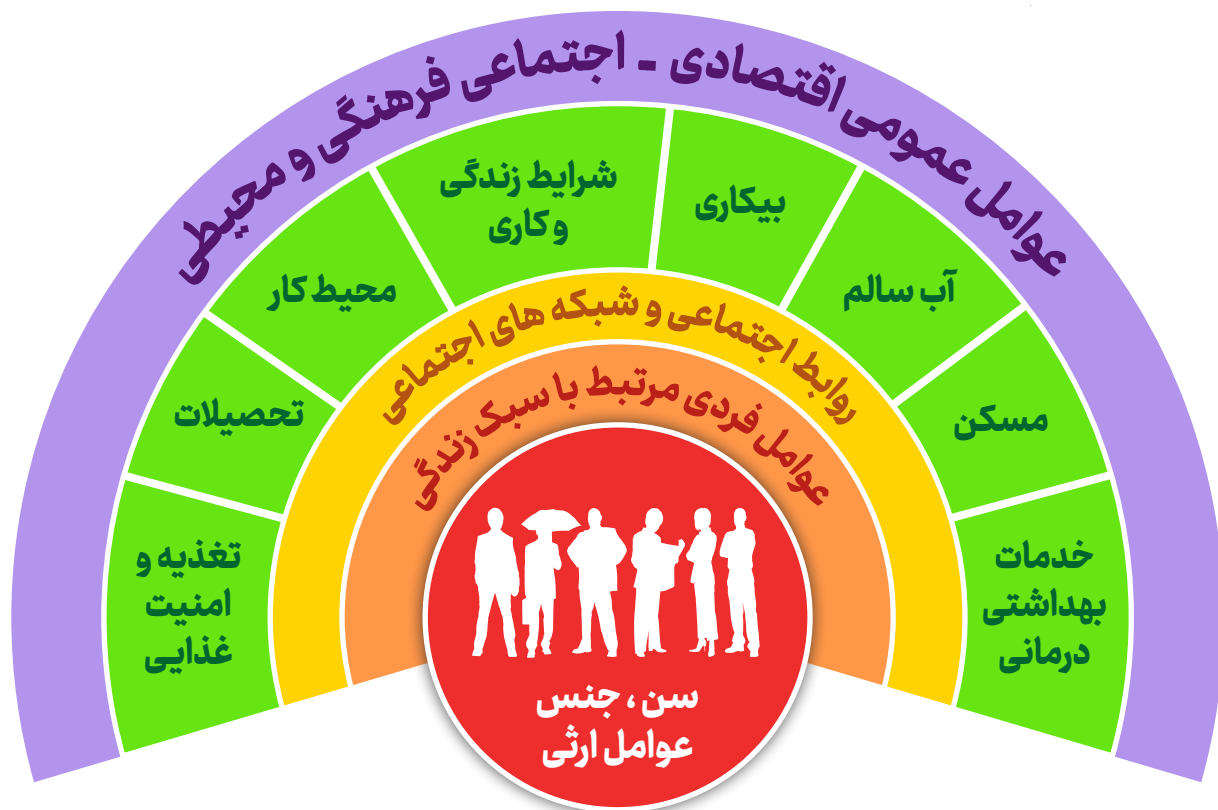 عوامل عمومی اقتصادی - اجتماعی فرهنگی و محیطی
خدمات
بهداشتی
درمانی
مسکن
آب سالم
بیکاری
شرایط زندگی
و کاری
محیط کار
تحصیلات
تغذیه و
امنیت
غذایی
روابط اجتماعی و شبکه های اجتماعی
عوامل فردی مرتبط با سبک زندگی
سن ، جنس
عوامل ارثی